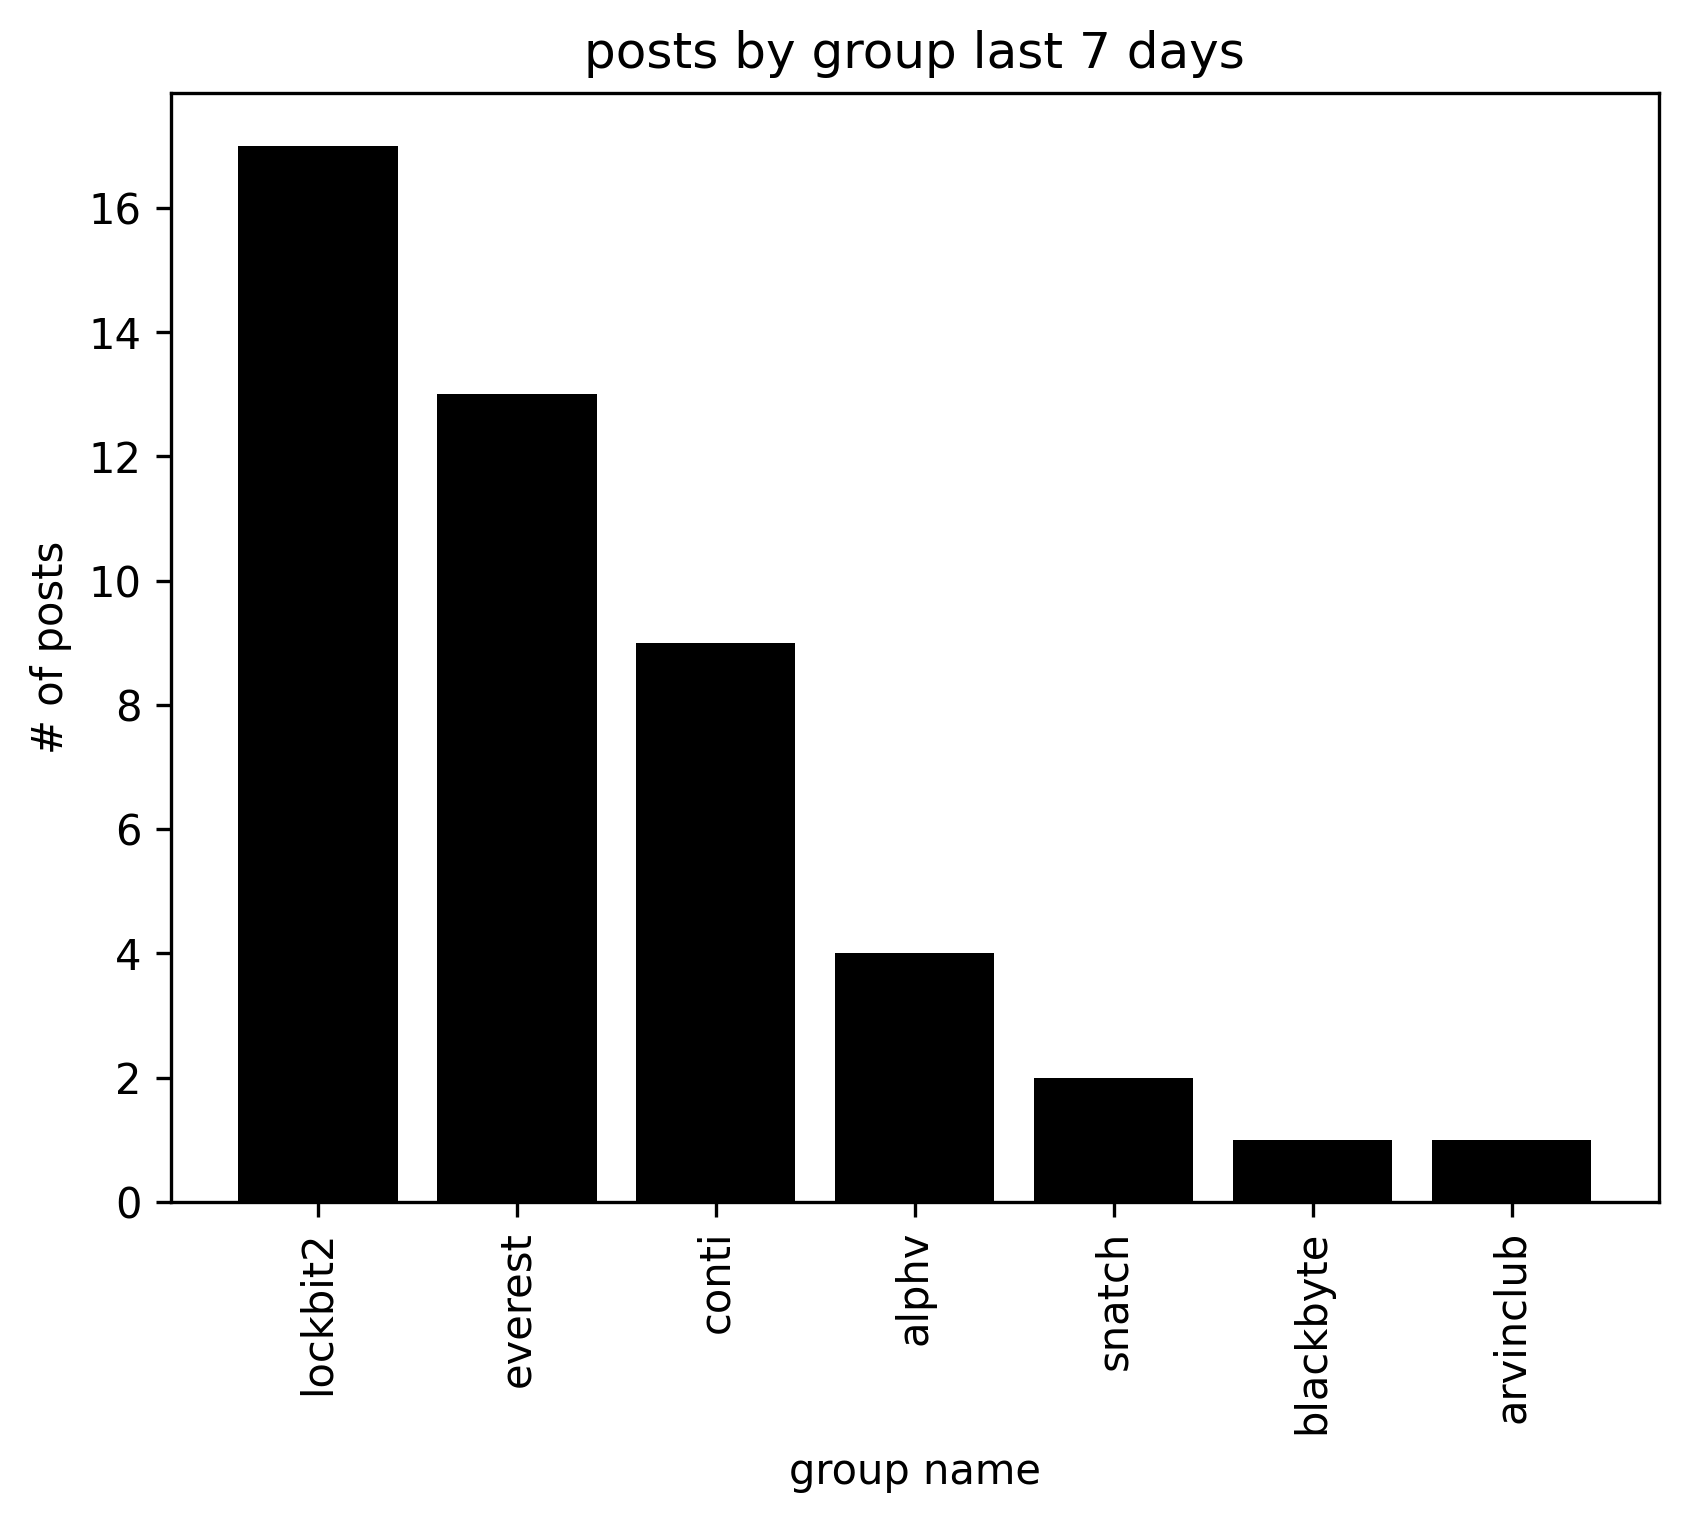 posts by group last 7 days
# of posts
16
14
12
10
8
6
4
2
0
lockbit2
everest
conti
alphv
snatch
blackbyte
arvinclub
group name